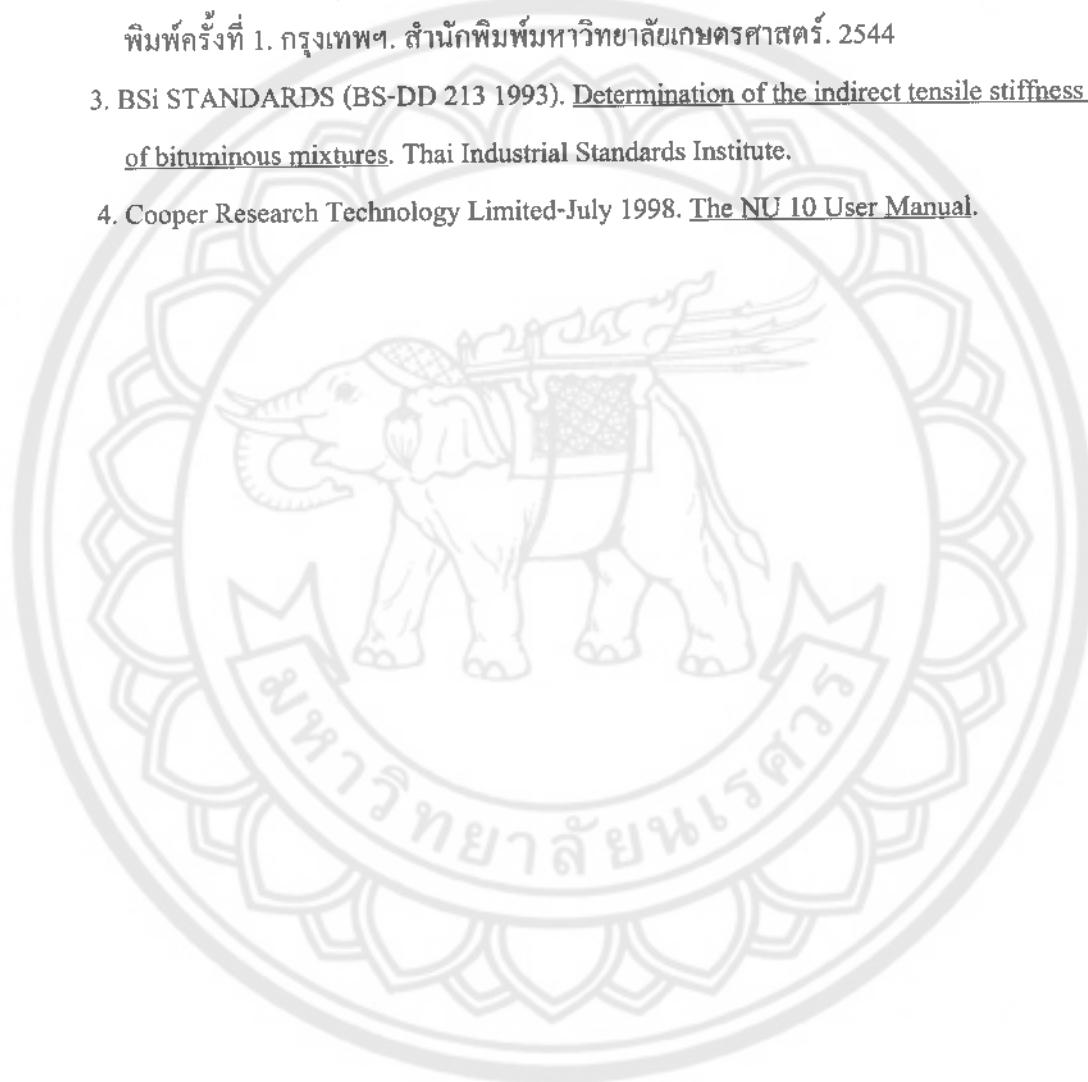 พิมพ์ครั้งที่ 1. กรุงเทพฯ. สำนักพิมพ์มหาวิทยาลัยเกษตรศาสตร์. 2544
3. BSi STANDARDS (BS-DD 213 1993). Determination of the indirect tensile stiffness
of bituminous mixtures. Thai Industrial Standards Institute.
4. Cooper Research Technology Limited-July 1998. The NU 10 User Manual.
มหาวิทยาลัยนเรศวร